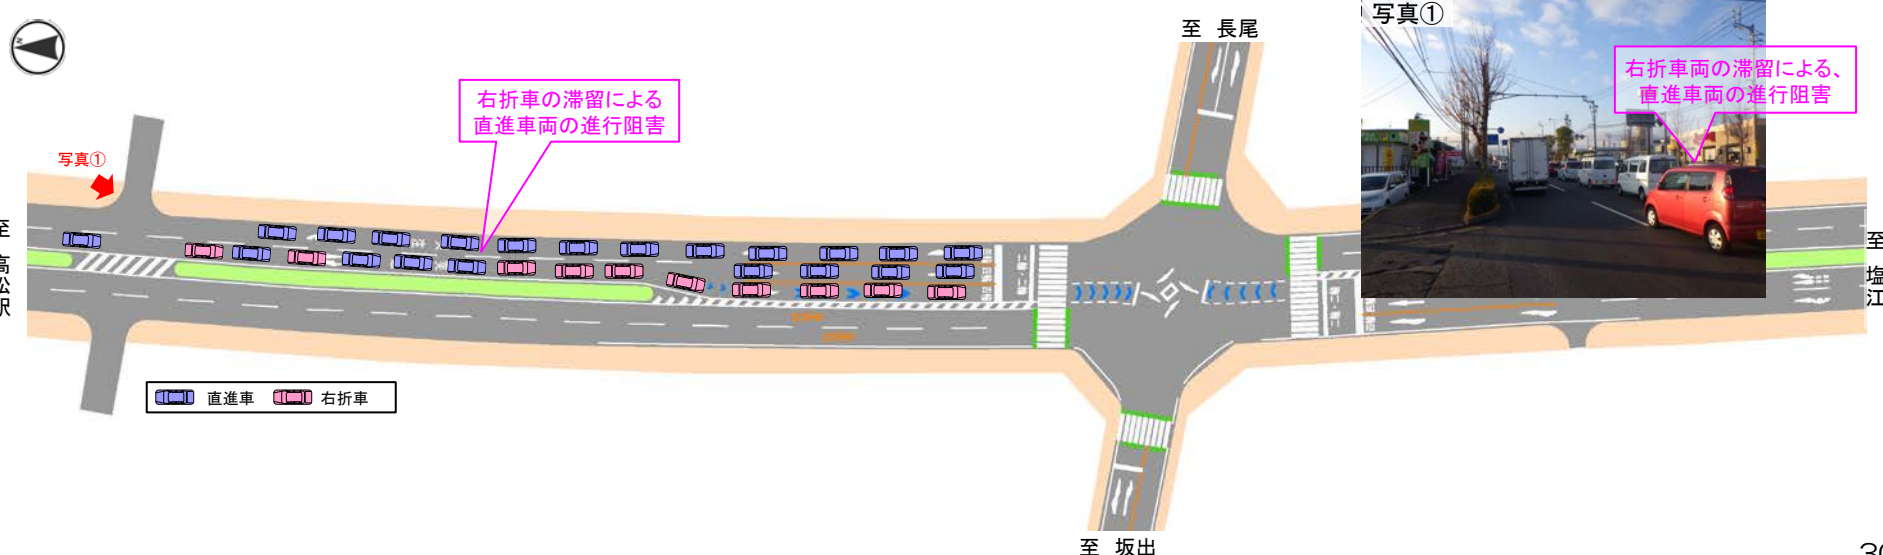 至 長尾
写真①
右折車両の滞留による、
直進車両の進行阻害
右折車の滞留による
直進車両の進行阻害
写真①
至 高松駅
至 塩江
直進車
右折車
至 坂出